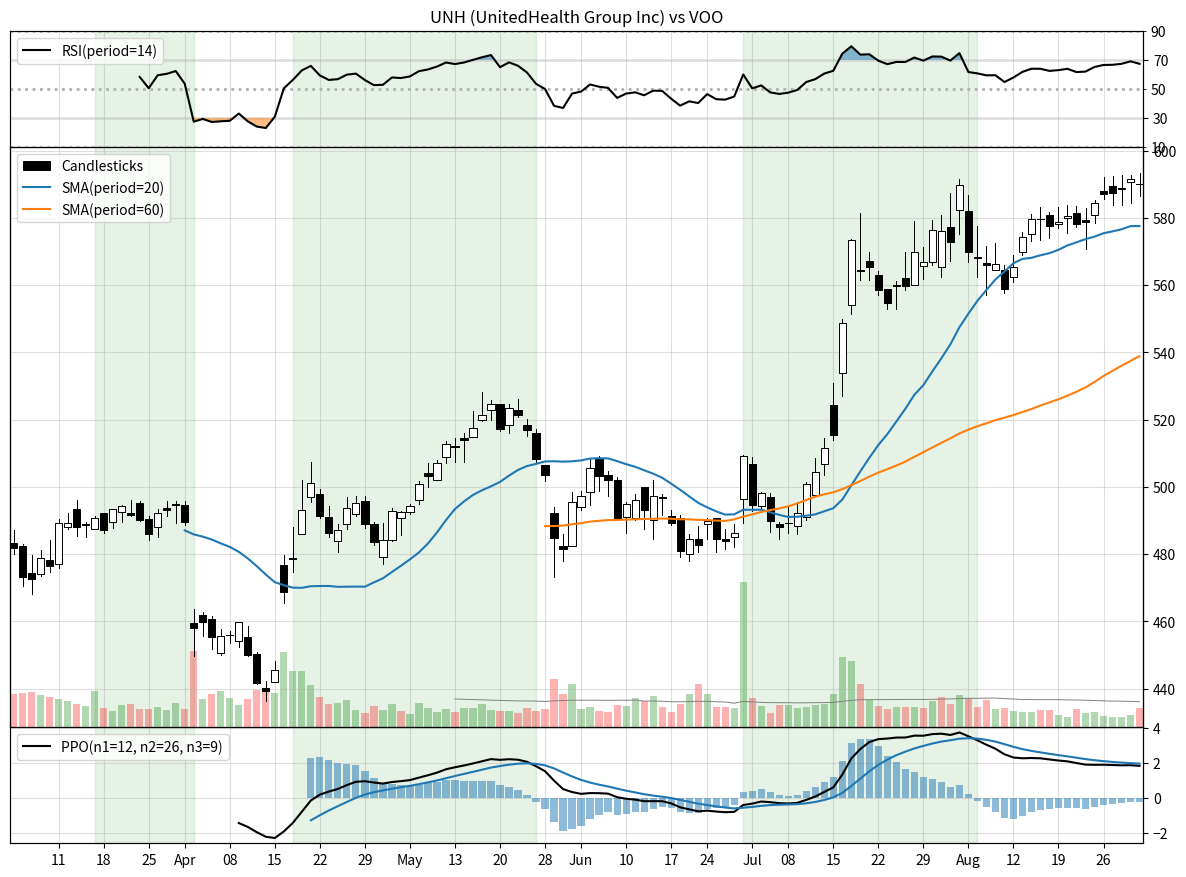 UNH (UnitedHealth Group Inc) vs VOO
RSI(period=14)
90
70
50
30
10
Candlesticks
SMA(period=20)
SMA(period=60)
600
580
560
540
520
500
480
460
440
PPO(n1=12, n2=26, n3=9)
4
2
0
−2
11 18 25 Apr 08 15 22 29 May 13 20 28 Jun 10 17 24 Jul 08 15 22 29 Aug 12 19 26